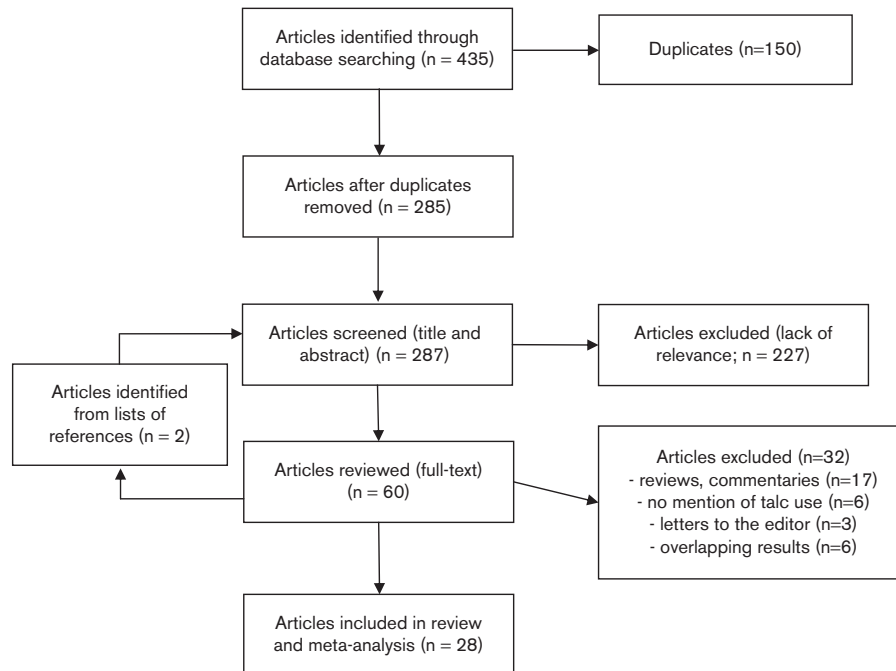 Articles identified through
database searching (n = 435)
Duplicates (n=150)
Articles after duplicates
removed (n = 285)
Articles screened (title and
abstract) (n = 287)
Articles excluded (lack of
relevance; n = 227)
Articles identified
from lists of
references (n = 2)
Articles reviewed (full-text)
(n = 60)
Articles excluded (n=32)
- reviews, commentaries (n=17)
- no mention of talc use (n=6)
- letters to the editor (n=3)
- overlapping results (n=6)
Articles included in review
and meta-analysis (n = 28)